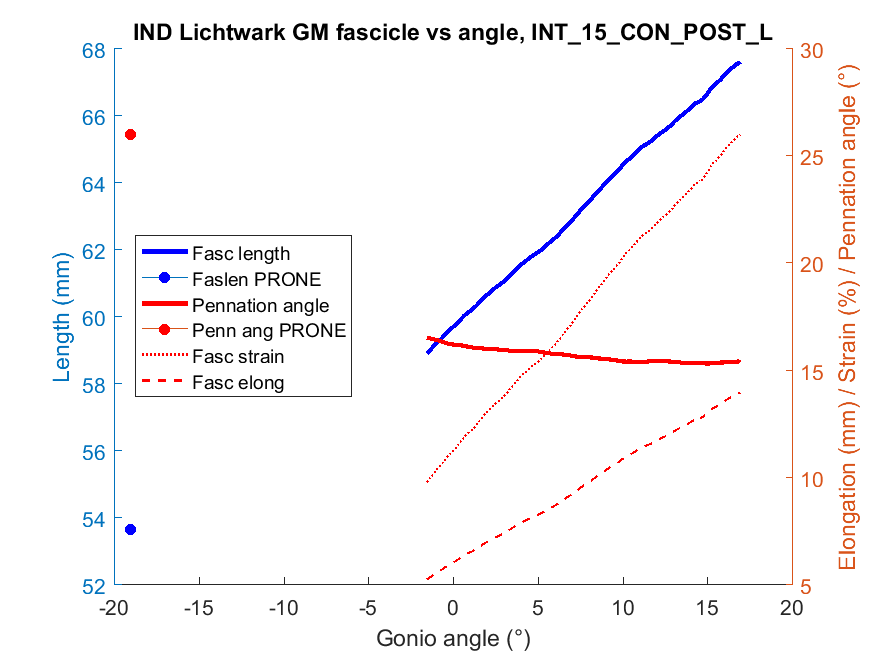 IND Lichtwark GM fascicle vs angle, INT_15_CON_POST_L
68
66
64
62
60
58
56
54
52
Length (mm)
30
25
20
15
10
5
Elongation (mm) / Strain (%) / Pennation angle (°)
Fasc length
Faslen PRONE
Pennation angle
Penn ang PRONE
Fasc strain
Fasc elong
-20 -15 -10 -5 0 5 10 15 20
Gonio angle (°)